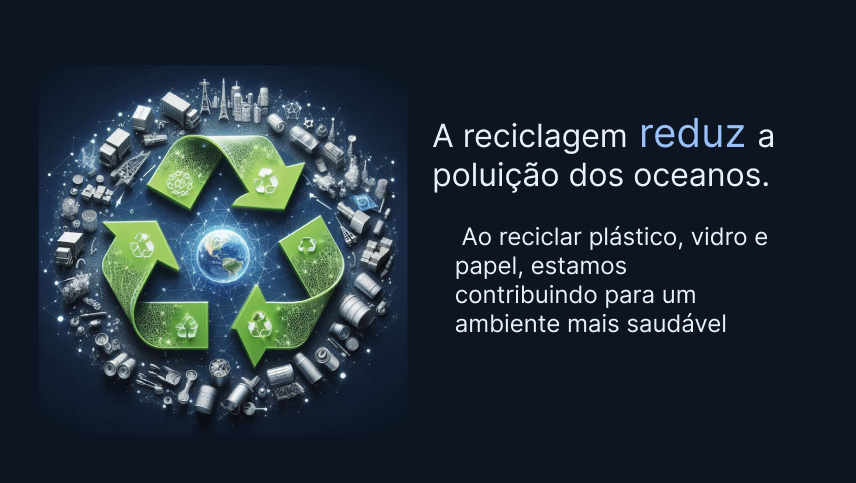 A reciclagem reduz a
poluição dos oceanos.
Ao reciclar plástico, vidro e
papel, estamos
contribuindo para um
ambiente mais saudável